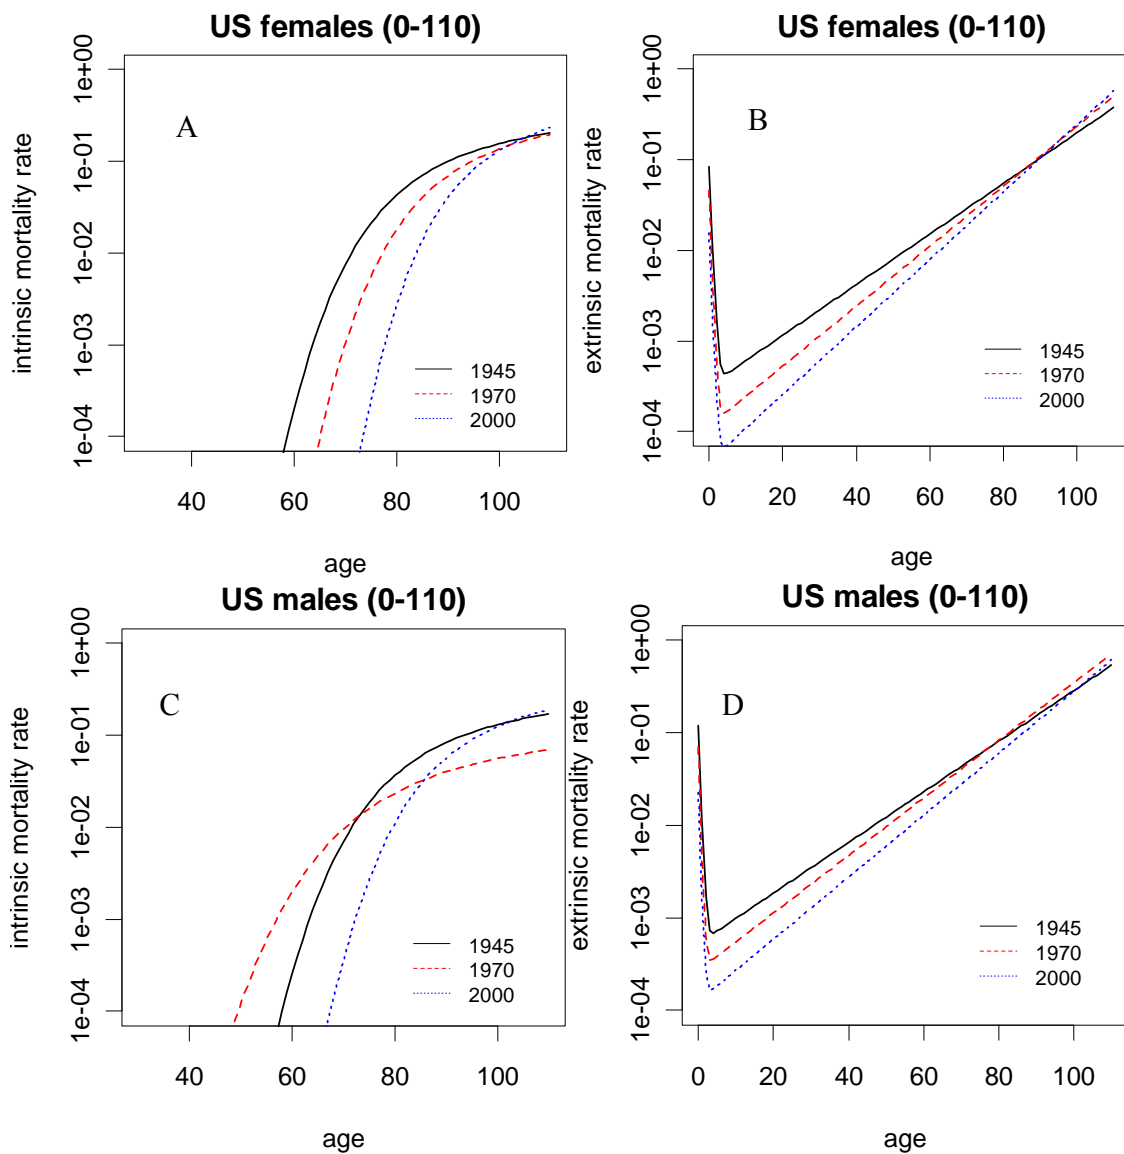 US females (0-110)
intrinsic mortality rate
1e+00
1e-01
1e-02
1e-03
1e-04
A
1945
1970
2000
40 60 80 100
age
US females (0-110)
extrinsic mortality rate
1e+00
1e-01
1e-02
1e-03
1e-04
B
1945
1970
2000
0 20 40 60 80 100
age
US males (0-110)
intrinsic mortality rate
1e+00
1e-01
1e-02
1e-03
1e-04
C
1945
1970
2000
40 60 80 100
age
US males (0-110)
extrinsic mortality rate
1e+00
1e-01
1e-02
1e-03
1e-04
D
1945
1970
2000
0 20 40 60 80 100
age